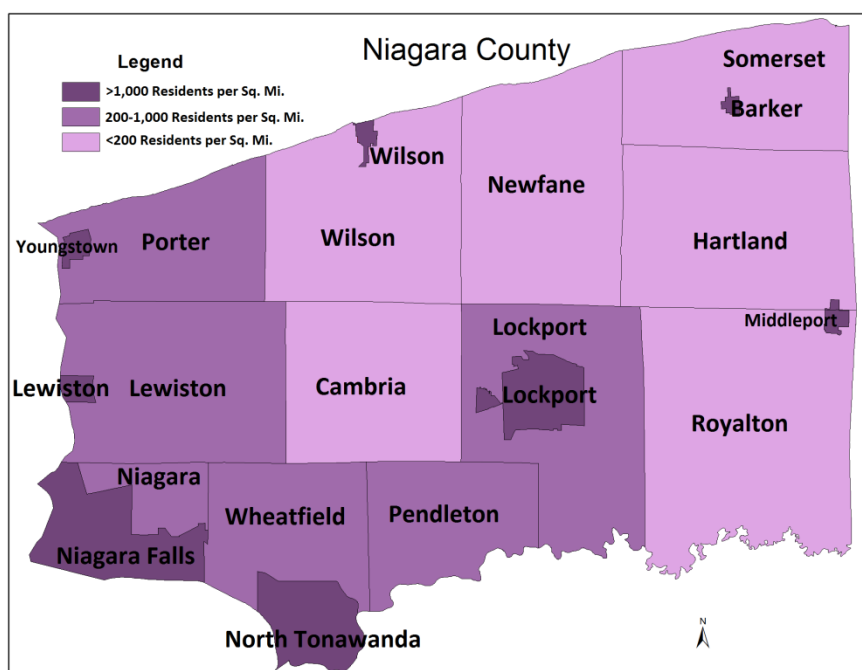 Niagara County
Legend
>1,000 Residents per Sq. Mi.
200-1,000 Residents per Sq. Mi.
<200 Residents per Sq. Mi.
Somerset
Barker
Wilson
Newfane
Youngstown
Porter
Wilson
Hartland
Middleport
Lockport
Lewiston
Lewiston
Cambria
Lockport
Royalton
Niagara
Wheatfield
Pendleton
Niagara Falls
North Tonawanda
N